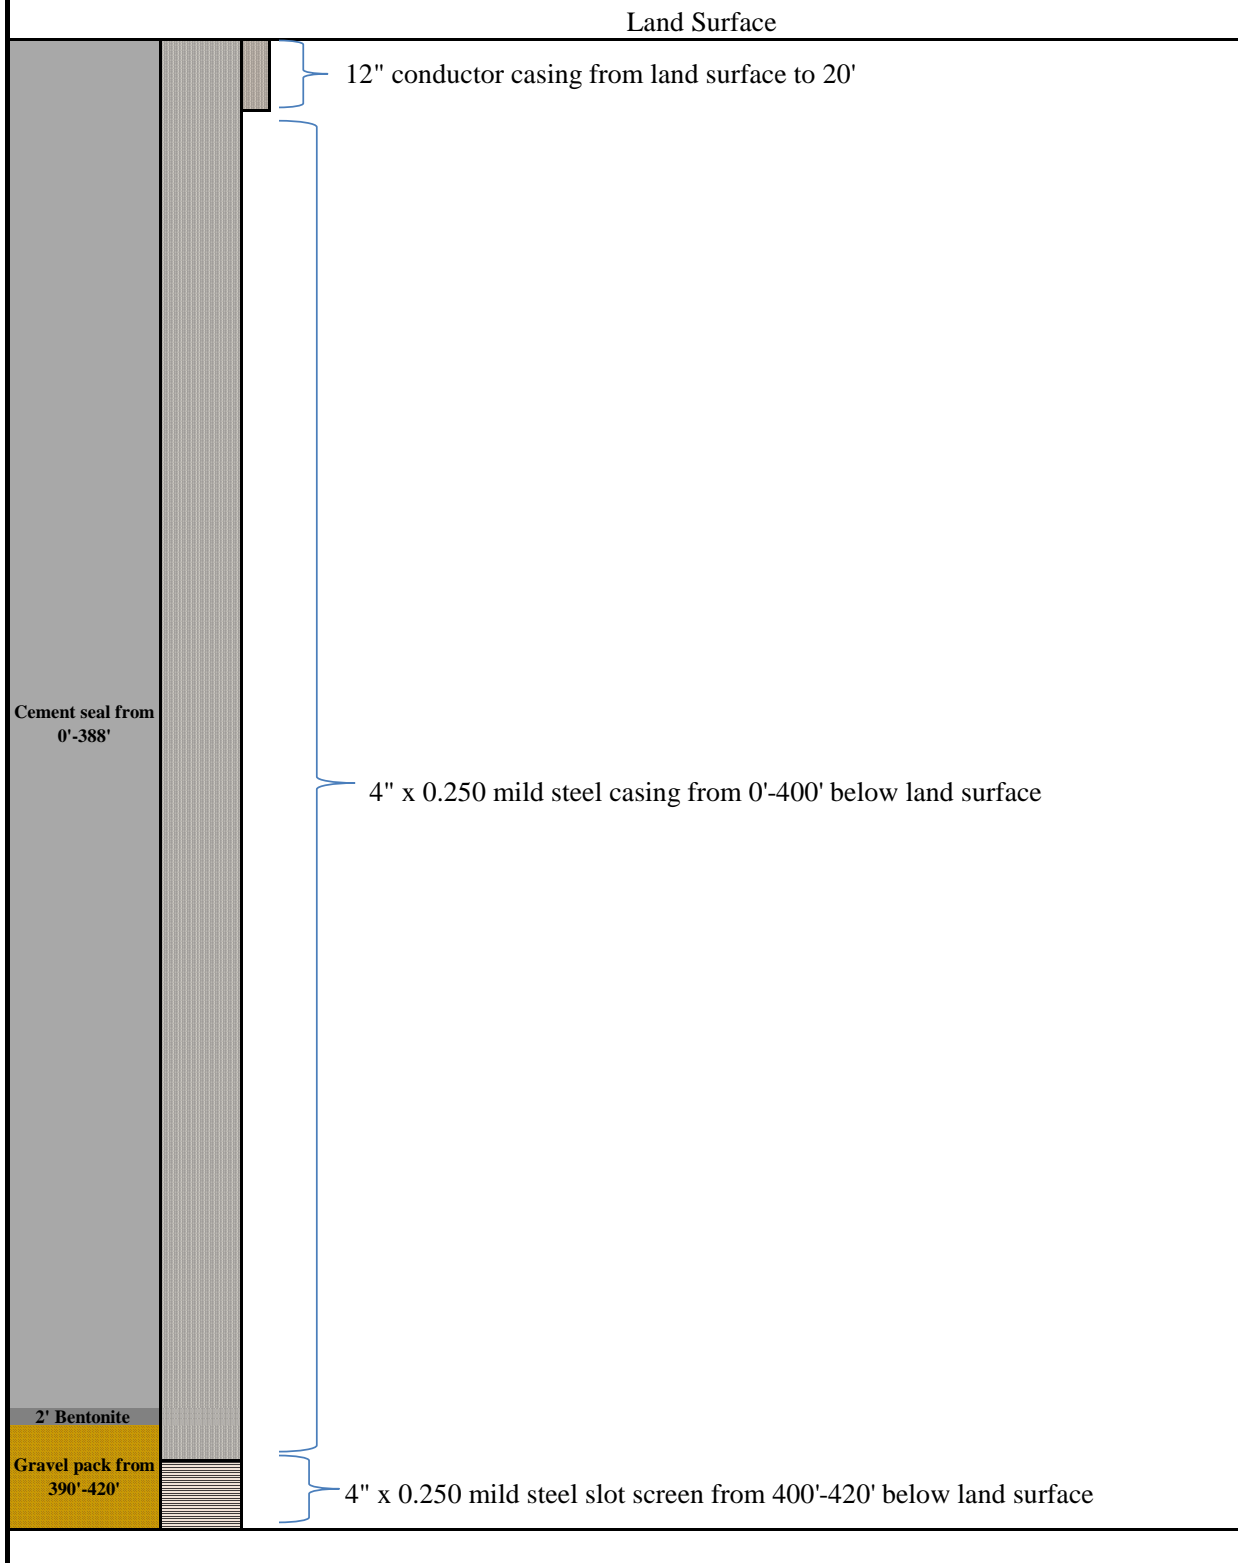 Land Surface
12" conductor casing from land surface to 20'
Cement seal from
0'-388'
4" x 0.250 mild steel casing from 0'-400' below land surface
2' Bentonite
Gravel pack from
390'-420'
4" x 0.250 mild steel slot screen from 400'-420' below land surface